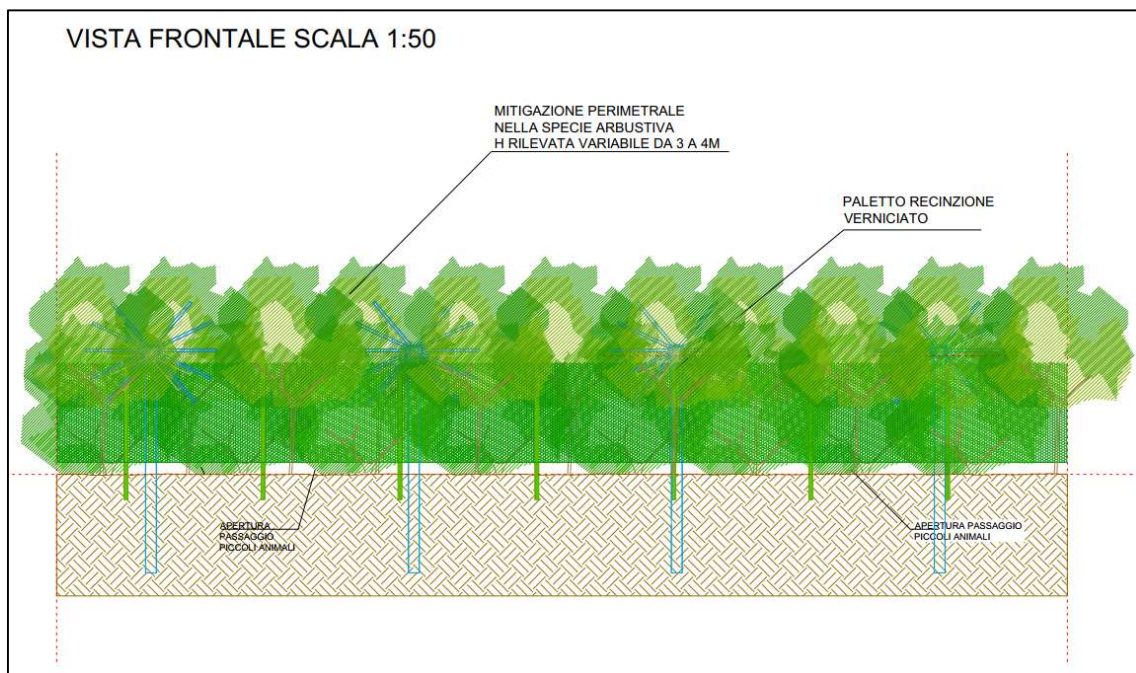 VISTA FRONTALE SCALA 1:50
MITIGAZIONE PERIMETRALE
NELLA SPECIE ARBUSTIVA
H RILEVATA VARIABILE DA 3 A 4M
PALETTO RECINZIONE
VERNICIATO
APERTURA
PASSAGGIO
PICCOLI ANIMALI
APERTURA PASSAGGIO
PICCOLI ANIMALI